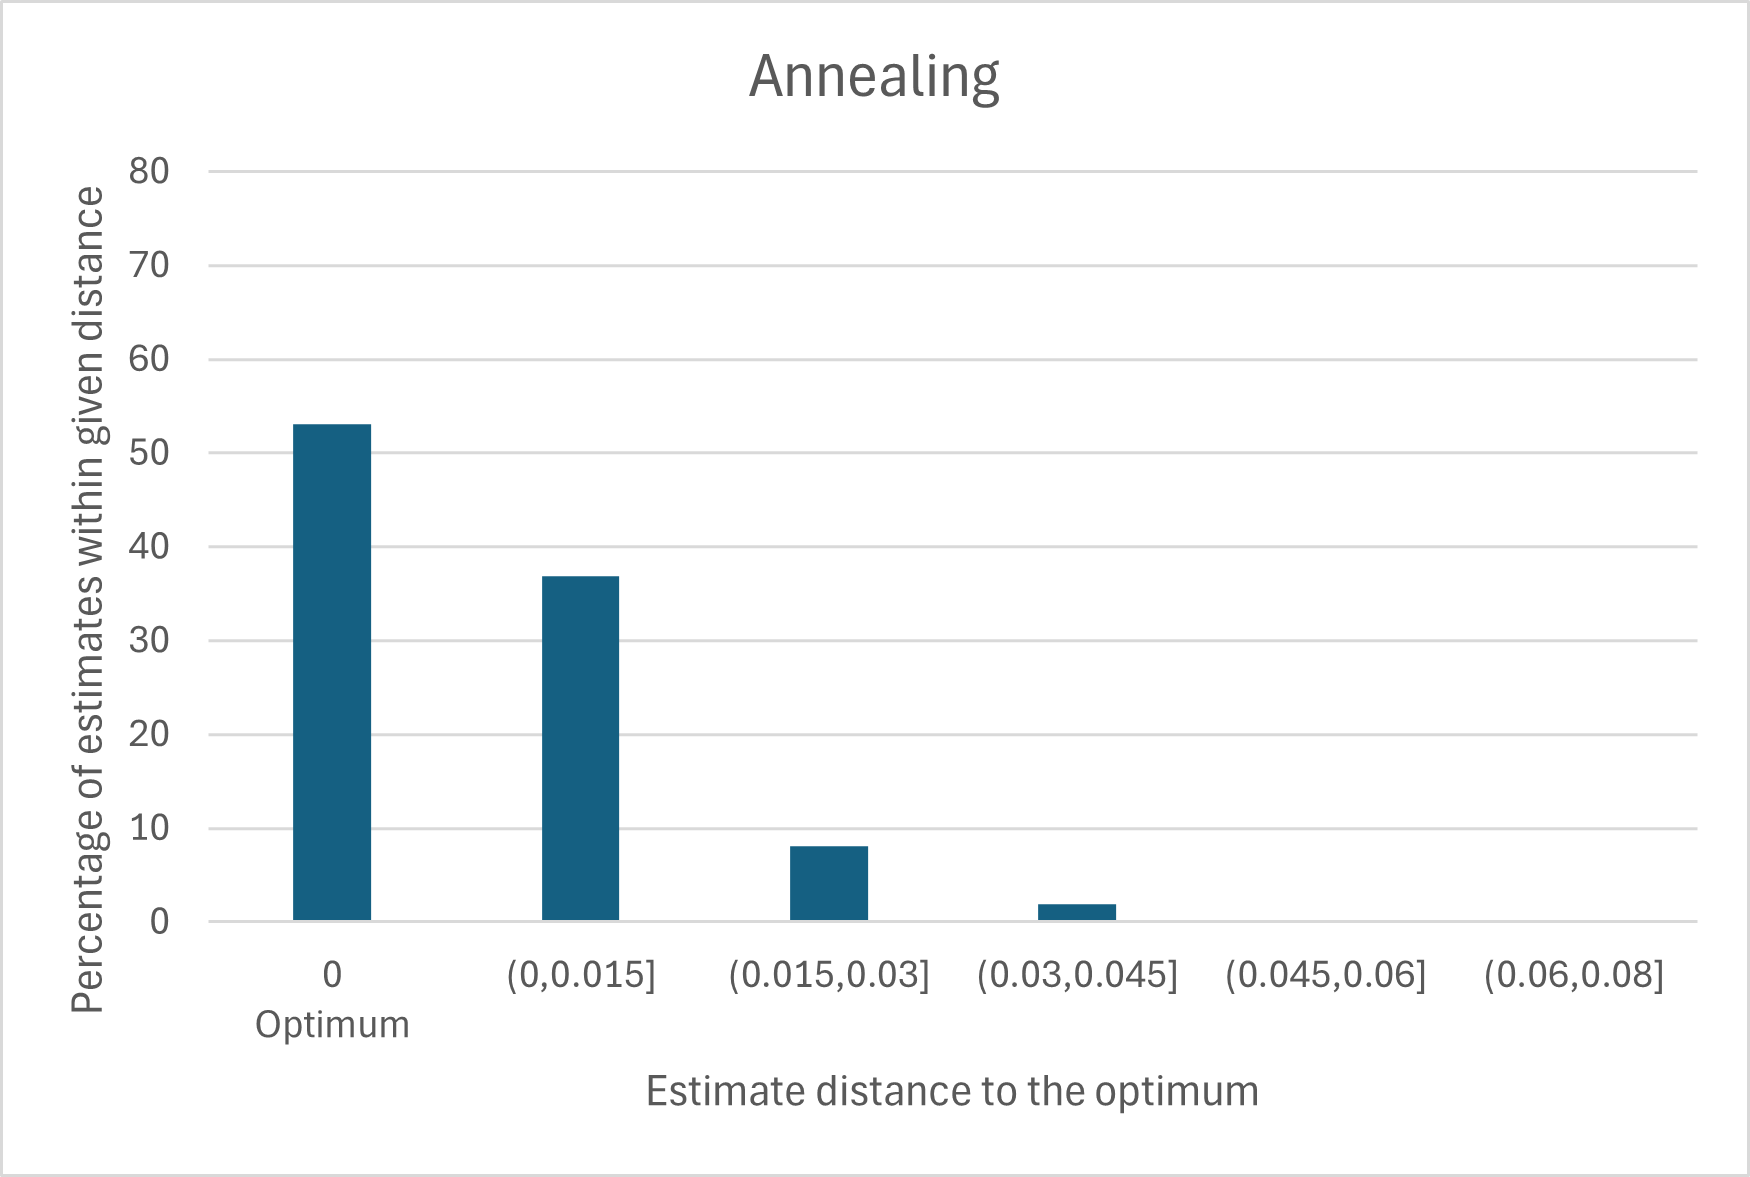 Annealing
Percentage of estimates within given distance
80
70
60
50
40
30
20
10
0
0 (0,0.015] (0.015,0.03] (0.03,0.045] (0.045,0.06] (0.06,0.08]
Optimum
Estimate distance to the optimum